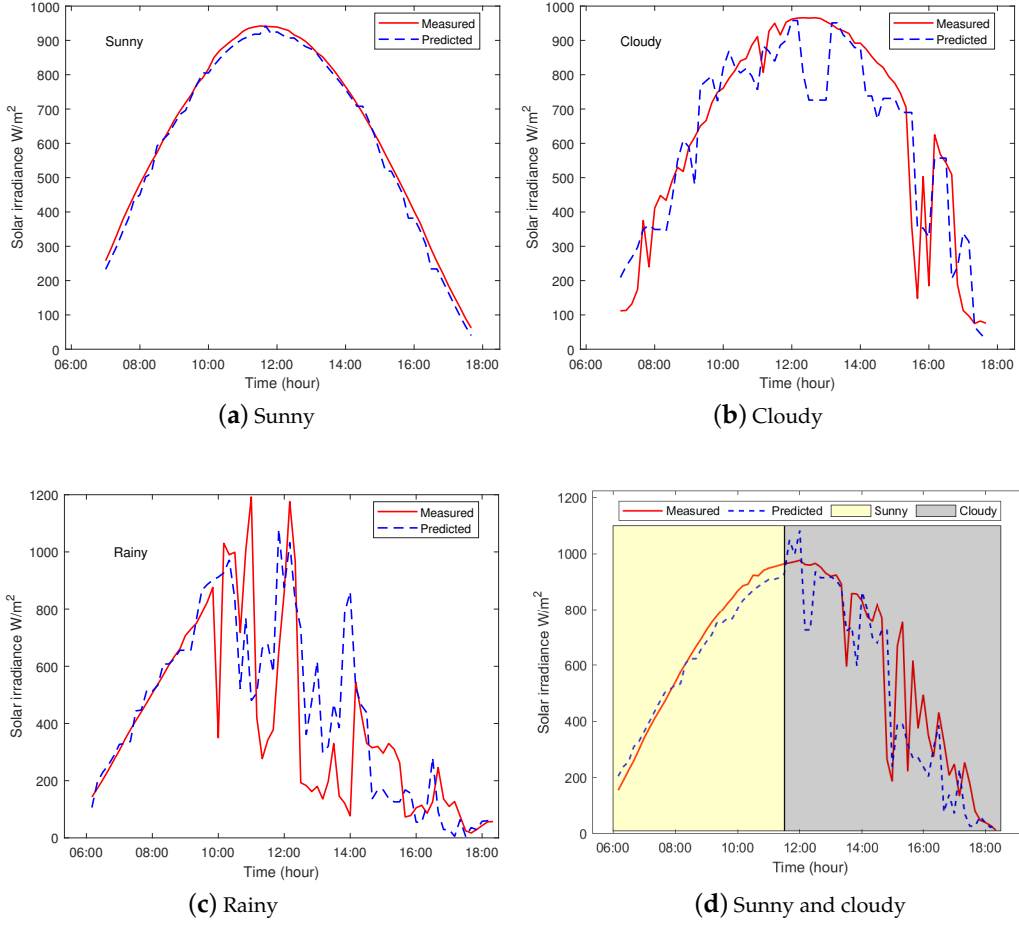 1000
900
800
700
600
500
400
300
200
100
0
Solar irradiance W/m²
Sunny
Measured
Predicted
06:00 08:00 10:00 12:00 14:00 16:00 18:00
Time (hour)
(a) Sunny
1000
900
800
700
600
500
400
300
200
100
0
Solar irradiance W/m²
Cloudy
Measured
Predicted
06:00 08:00 10:00 12:00 14:00 16:00 18:00
Time (hour)
(b) Cloudy
1200
1000
800
600
400
200
0
Solar irradiance W/m²
Rainy
Measured
Predicted
06:00 08:00 10:00 12:00 14:00 16:00 18:00
Time (hour)
(c) Rainy
1200
1000
800
600
400
200
0
Solar irradiance W/m²
Measured Predicted Sunny Cloudy
06:00 08:00 10:00 12:00 14:00 16:00 18:00
Time (hour)
(d) Sunny and cloudy